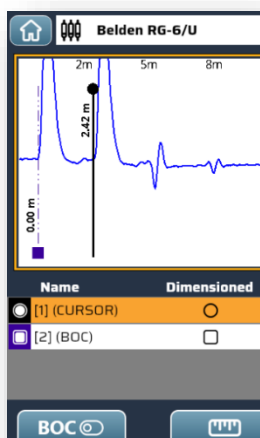 Belden RG-6/U
2m 5m 8m
2.42 m
0.00 m
Name Dimensioned
[1] (CURSOR)
[2] (BOC)
BOC